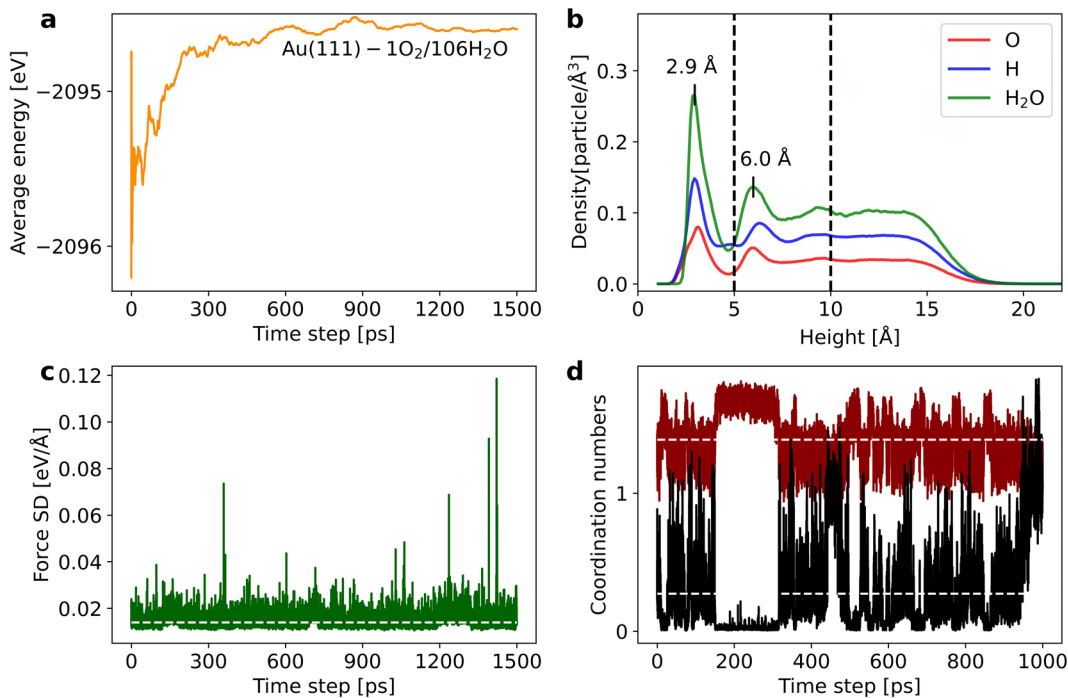 a
Average energy [eV]
−2095
−2096
Au(111) − 1O₂/106H₂O
0 300 600 900 1200 1500
Time step [ps]
b
Density[particle/Å³]
0.3
0.2
0.1
0.0
2.9 Å
6.0 Å
O
H
H₂O
0 5 10 15 20
Height [Å]
c
Force SD [eV/Å]
0.12
0.10
0.08
0.06
0.04
0.02
0 300 600 900 1200 1500
Time step [ps]
d
Coordination numbers
1
0
0 200 400 600 800 1000
Time step [ps]